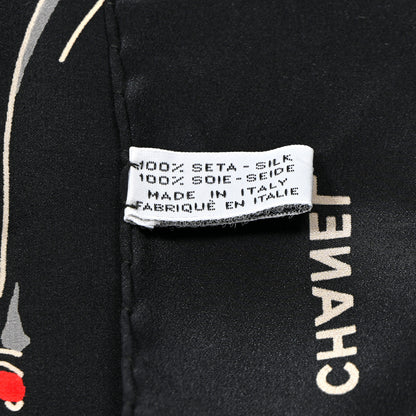 100% SETA - SILK
100% SOIE - SEIDE
MADE IN ITALY
FABRIQUÉ EN ITALIE
CHANEL